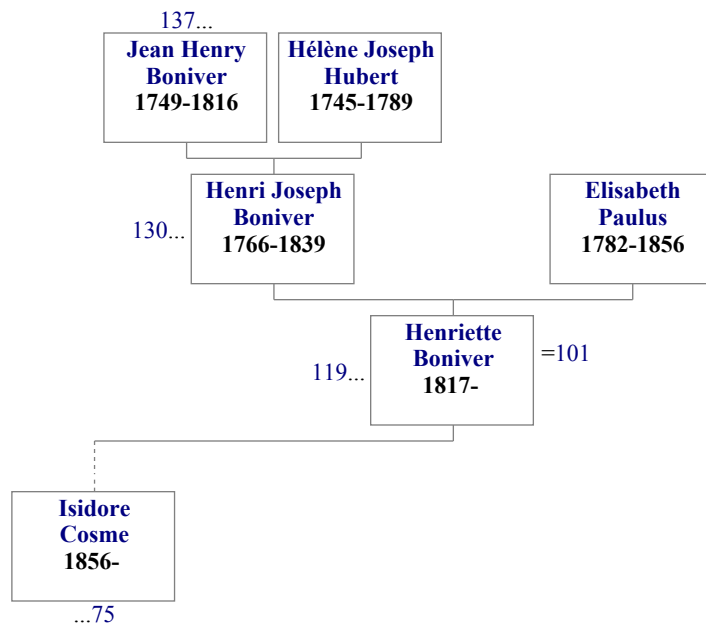 137...
Jean Henry
Boniver
1749-1816
Hélène Joseph
Hubert
1745-1789
130...
Henri Joseph
Boniver
1766-1839
Elisabeth
Paulus
1782-1856
119...
Henriette
Boniver
1817-
=101
Isidore
Cosme
1856-
...75